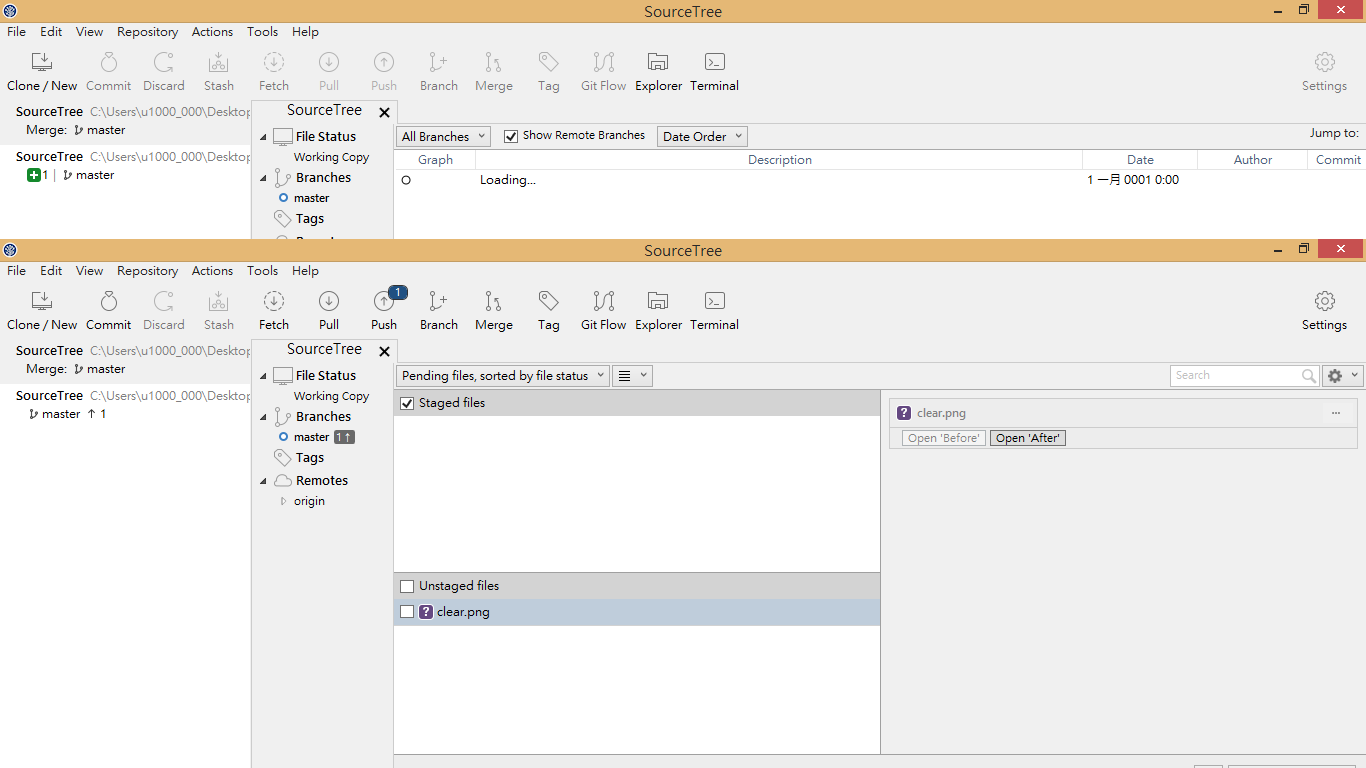 SourceTree
File Edit View Repository Actions Tools Help
Clone / New Commit Discard Stash Fetch Pull Push Branch Merge Tag Git Flow Explorer Terminal Settings
SourceTree C:\Users\u1000_000\Desktop
Merge: master
SourceTree C:\Users\u1000_000\Desktop
1 | master
SourceTree
File Status
Working Copy
Branches
master
Tags
All Branches Show Remote Branches Date Order Jump to:
Graph Description Date Author Commit
Loading... 1 一月 0001 0:00
SourceTree
File Edit View Repository Actions Tools Help
1
Clone / New Commit Discard Stash Fetch Pull Push Branch Merge Tag Git Flow Explorer Terminal Settings
SourceTree C:\Users\u1000_000\Desktop
Merge: master
SourceTree C:\Users\u1000_000\Desktop
master ↑ 1
SourceTree
File Status
Working Copy
Branches
master 1↑
Tags
Remotes
origin
Pending files, sorted by file status Search
Staged files
Unstaged files
? clear.png
? clear.png ...
Open 'Before' Open 'After'